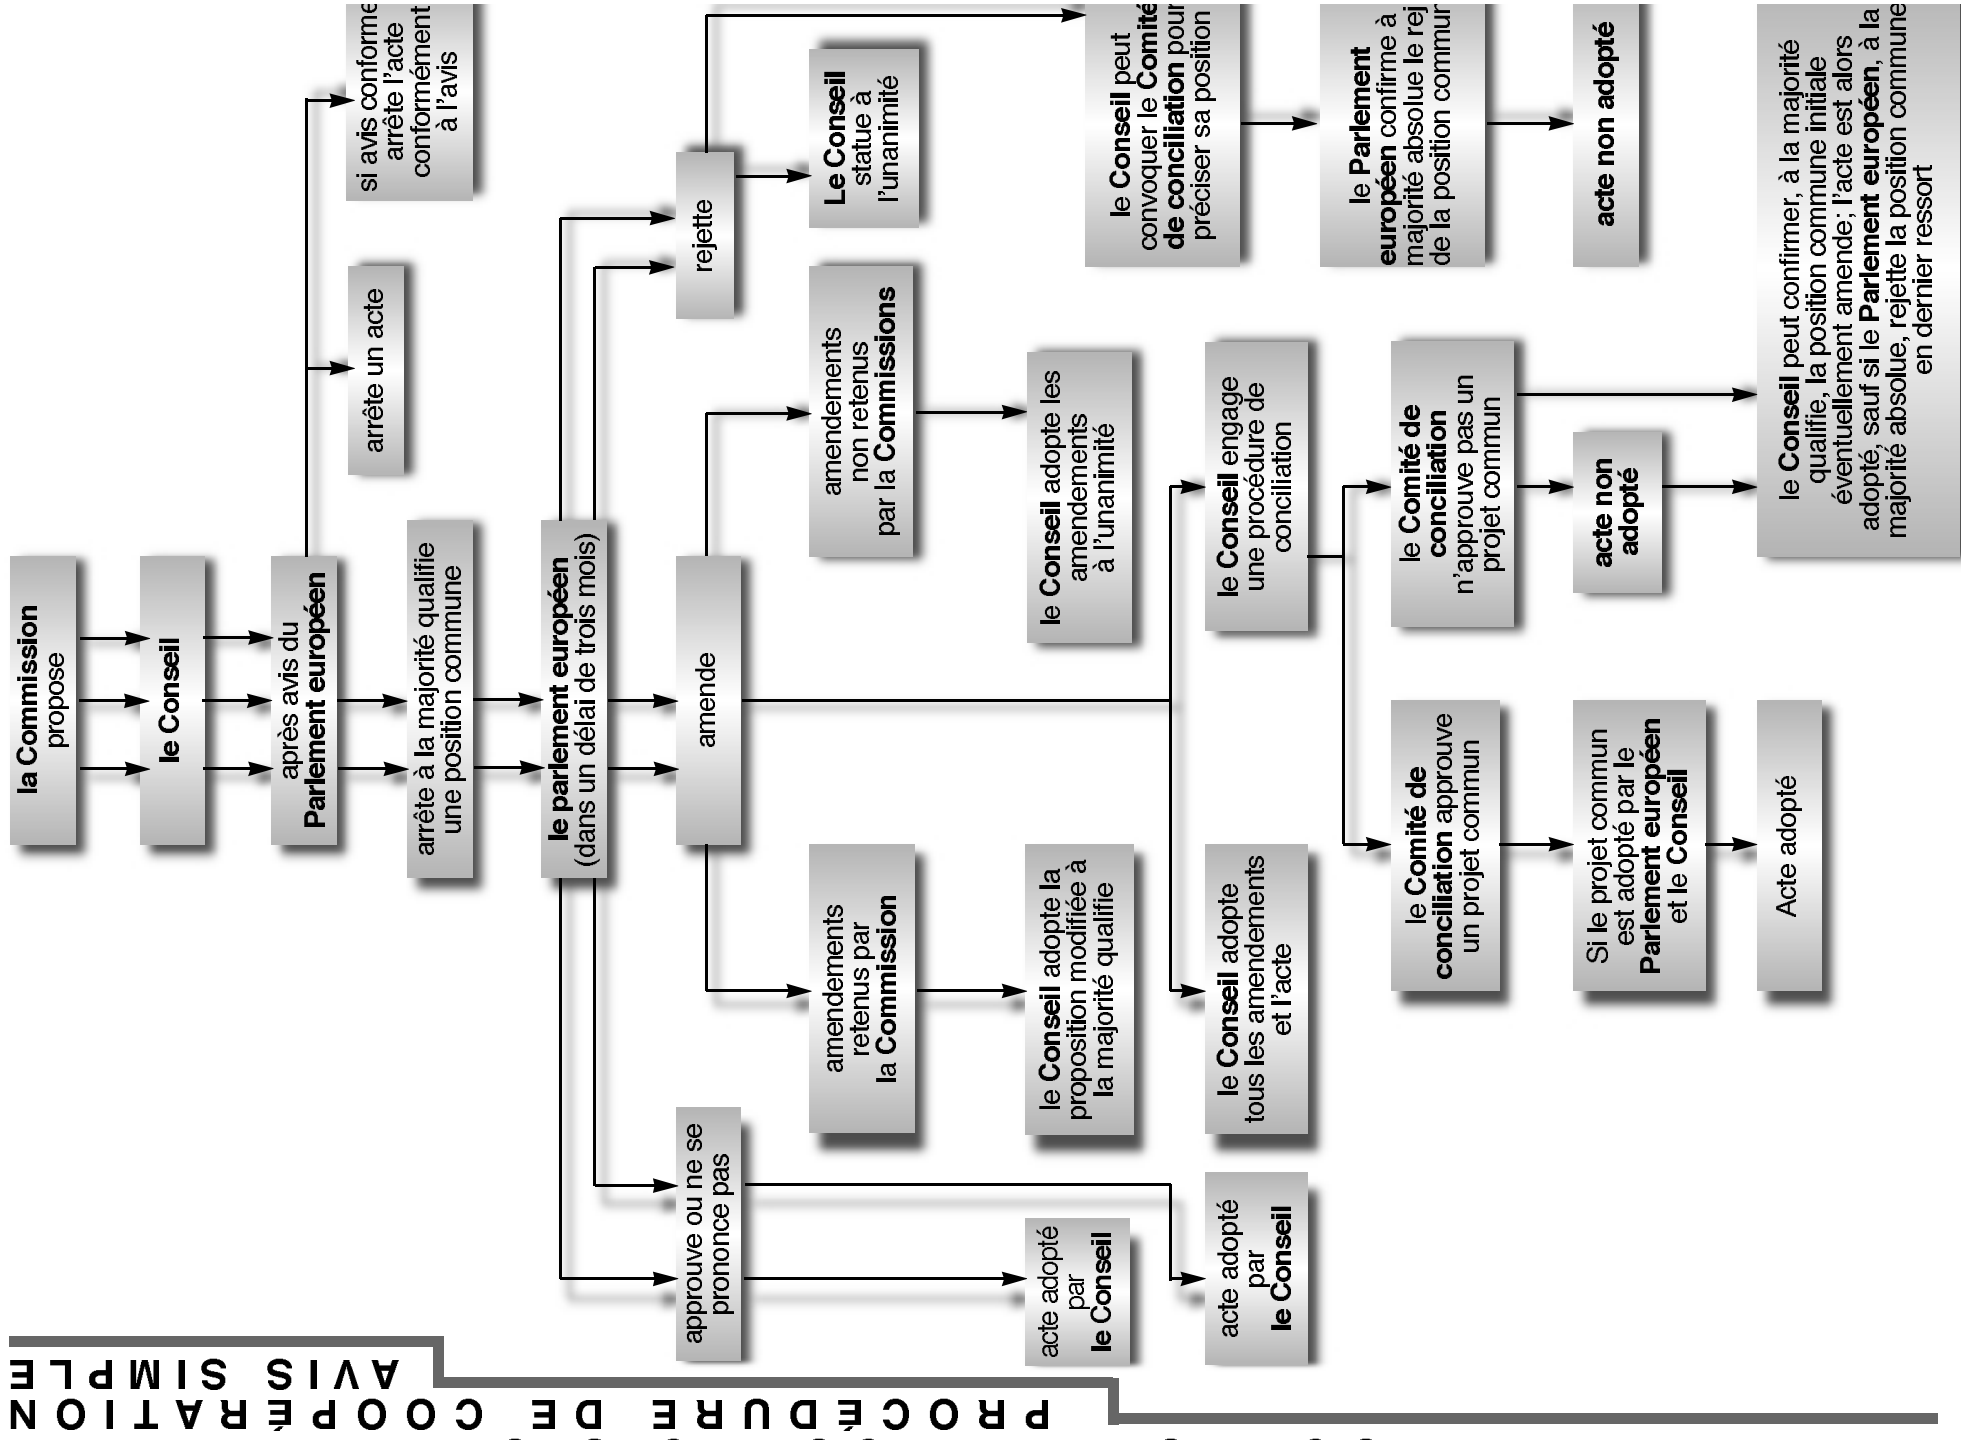 la Commission
propose
le Conseil
après avis du
Parlement européen
si avis conforme
arrête l'acte
conformément
à l'avis
arrête un acte
arrête à la majorité qualifie
une position commune
le parlement européen
(dans un délai de trois mois)
approuve ou ne se
prononce pas
amende
rejette
amendements
retenus par
la Commission
amendements
non retenus
par la Commissions
Le Conseil
statue à
l'unanimité
acte adopté
par
le Conseil
le Conseil adopte la
proposition modifiée à
la majorité qualifie
le Conseil adopte les
amendements
à l'unanimité
le Conseil peut
convoquer le Comité
de conciliation pour
préciser sa position
acte adopté
par
le Conseil
le Conseil adopte
tous les amendements
et l'acte
le Conseil engage
une procédure de
conciliation
le Parlement
européen confirme à
majorité absolue le rej
de la position commun
le Comité de
conciliation approuve
un projet commun
le Comité de
conciliation
n'approuve pas un
projet commun
Si le projet commun
est adopté par le
Parlement européen
et le Conseil
acte non
adopté
acte non adopté
Acte adopté
le Conseil peut confirmer, à la majorité
qualifie, la position commune initiale
éventuellement amende; l'acte est alors
adopté, sauf si le Parlement européen, à la
majorité absolue, rejette la position commune
en dernier ressort
AVIS SIMPLE
PROCÉDURE DE COOPÉRATION